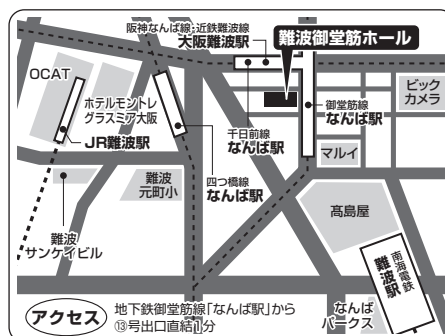 阪神なんば線・近鉄難波線
大阪難波駅
難波御堂筋ホール
OCAT
ホテルモントレ
グラスミア大阪
JR難波駅
千日前線
なんば駅
御堂筋線
なんば駅
ビック
カメラ
マルイ
難波
元町小
四つ橋線
なんば駅
難波
サンケイビル
髙島屋
南海電鉄
難波駅
なんば
パークス
アクセス
地下鉄御堂筋線「なんば駅」から
⑬号出口直結1分